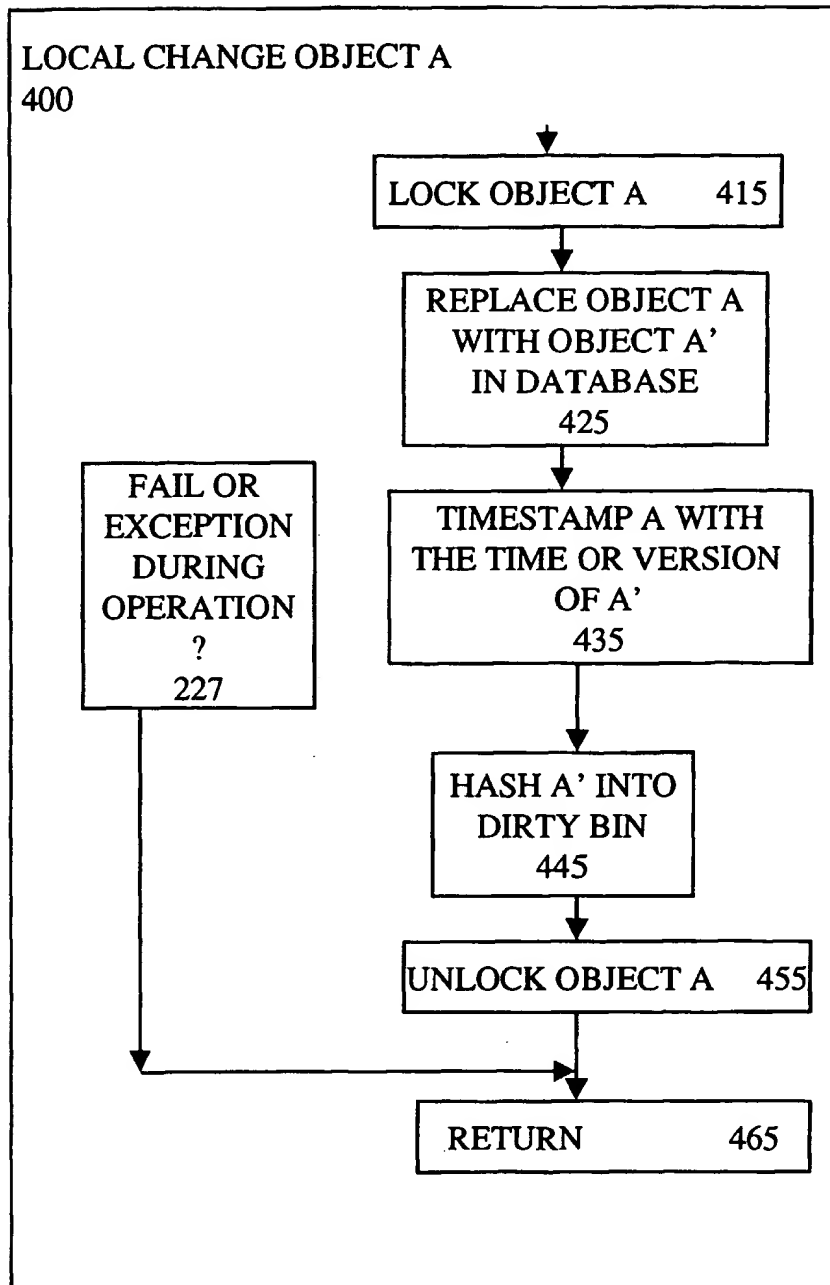 LOCAL CHANGE OBJECT A
400
LOCK OBJECT A 415
REPLACE OBJECT A
WITH OBJECT A'
IN DATABASE
425
FAIL OR
EXCEPTION
DURING
OPERATION
?
227
TIMESTAMP A WITH
THE TIME OR VERSION
OF A'
435
HASH A' INTO
DIRTY BIN
445
UNLOCK OBJECT A 455
RETURN 465